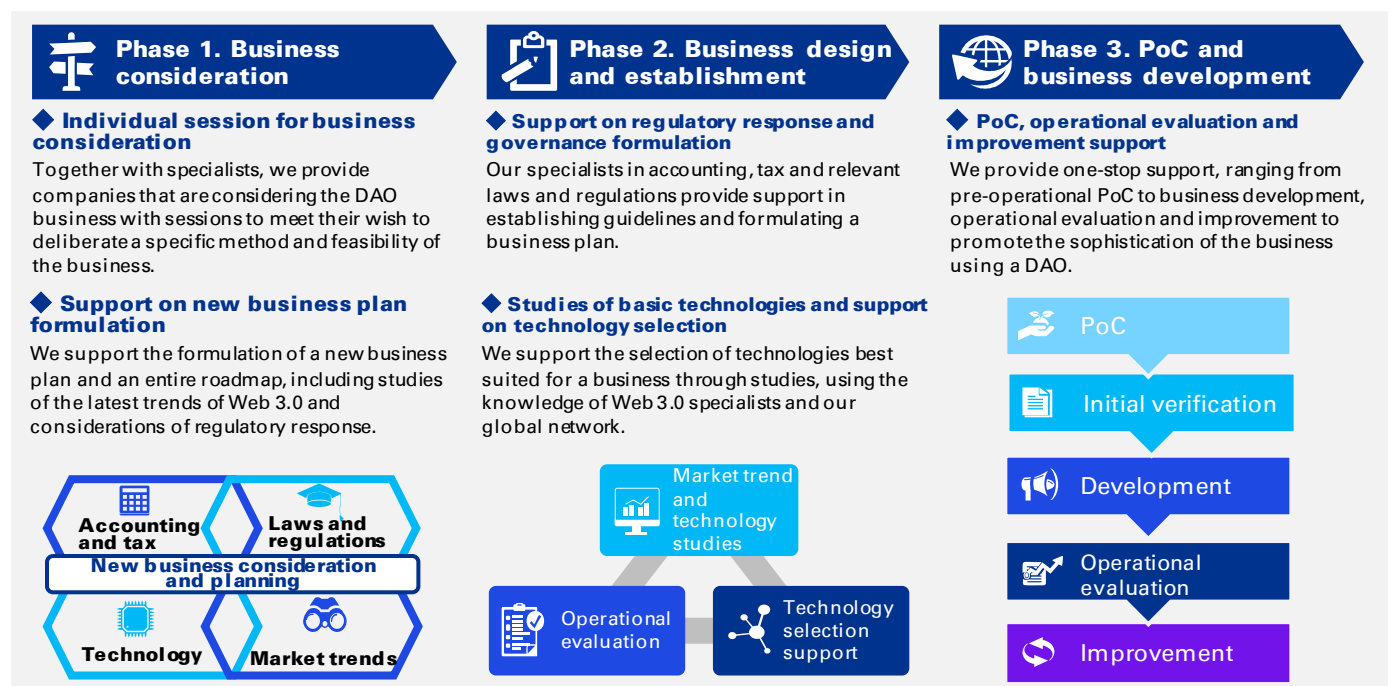 Phase 1. Business
consideration
◆ Individual session for business
consideration
Together with specialists, we provide
companies that are considering the DAO
business with sessions to meet their wish to
deliberate a specific method and feasibility of
the business.
◆ Support on new business plan
formulation
We support the formulation of a new business
plan and an entire roadmap, including studies
of the latest trends of Web 3.0 and
considerations of regulatory response.
Accounting
and tax
Laws and
regulations
New business consideration
and planning
Technology
Market trends
Phase 2. Business design
and establishment
◆ Support on regulatory response and
governance formulation
Our specialists in accounting, tax and relevant
laws and regulations provide support in
establishing guidelines and formulating a
business plan.
◆ Studies of basic technologies and support
on technology selection
We support the selection of technologies best
suited for a business through studies, using the
knowledge of Web 3.0 specialists and our
global network.
Market trend
and
technology
studies
Operational
evaluation
Technology
selection
support
Phase 3. PoC and
business development
◆ PoC, operational evaluation and
improvement support
We provide one-stop support, ranging from
pre-operational PoC to business development,
operational evaluation and improvement to
promote the sophistication of the business
using a DAO.
PoC
Initial verification
Development
Operational
evaluation
Improvement